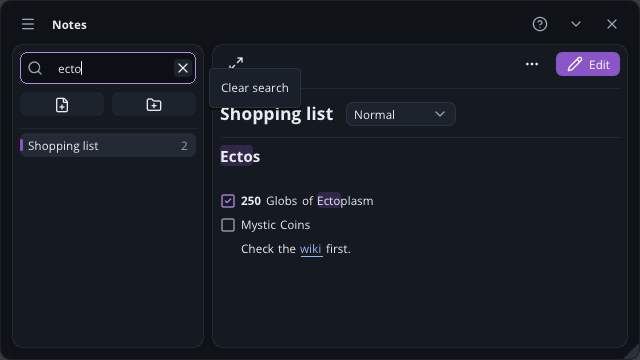 Notes
ecto
Clear search
Edit
Shopping list 2
Shopping list Normal
Ectos
250 Globs of Ectoplasm
Mystic Coins
Check the wiki first.